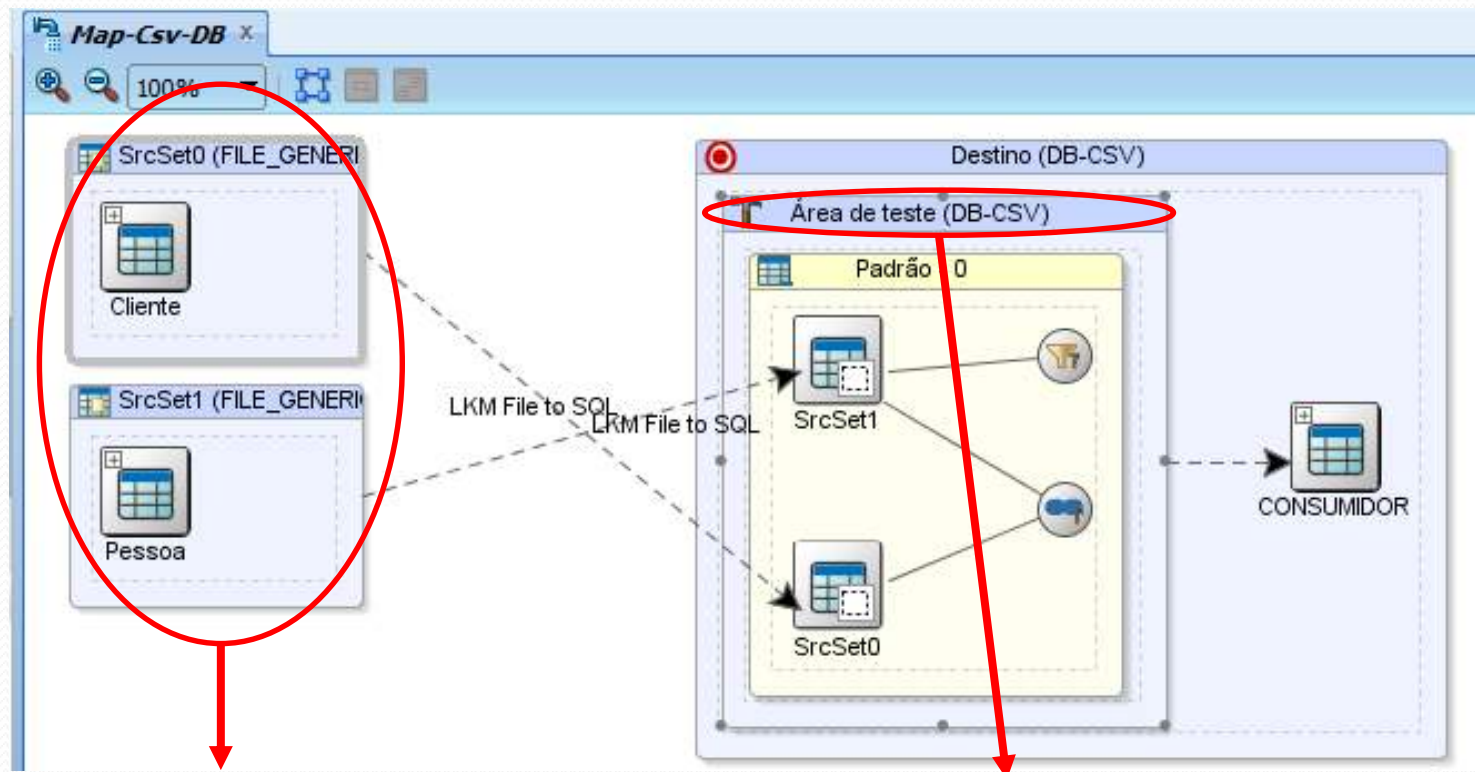 Map-Csv-DB
100%
SrcSet0 (FILE_GENERI
Cliente
SrcSet1 (FILE_GENERI
Pessoa
LKM File to SQL
LKM File to SQL
Destino (DB-CSV)
Área de teste (DB-CSV)
Padrão 0
SrcSet1
SrcSet0
CONSUMIDOR